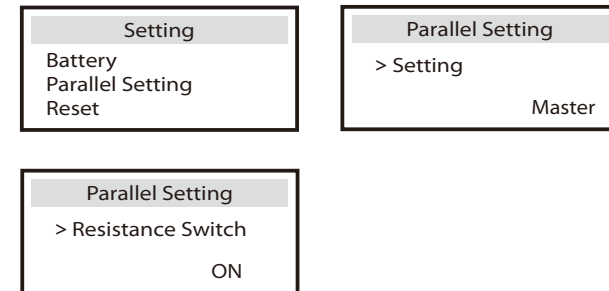 Setting
Battery
Parallel Setting
Reset
Parallel Setting
> Setting
Master
Parallel Setting
> Resistance Switch
ON